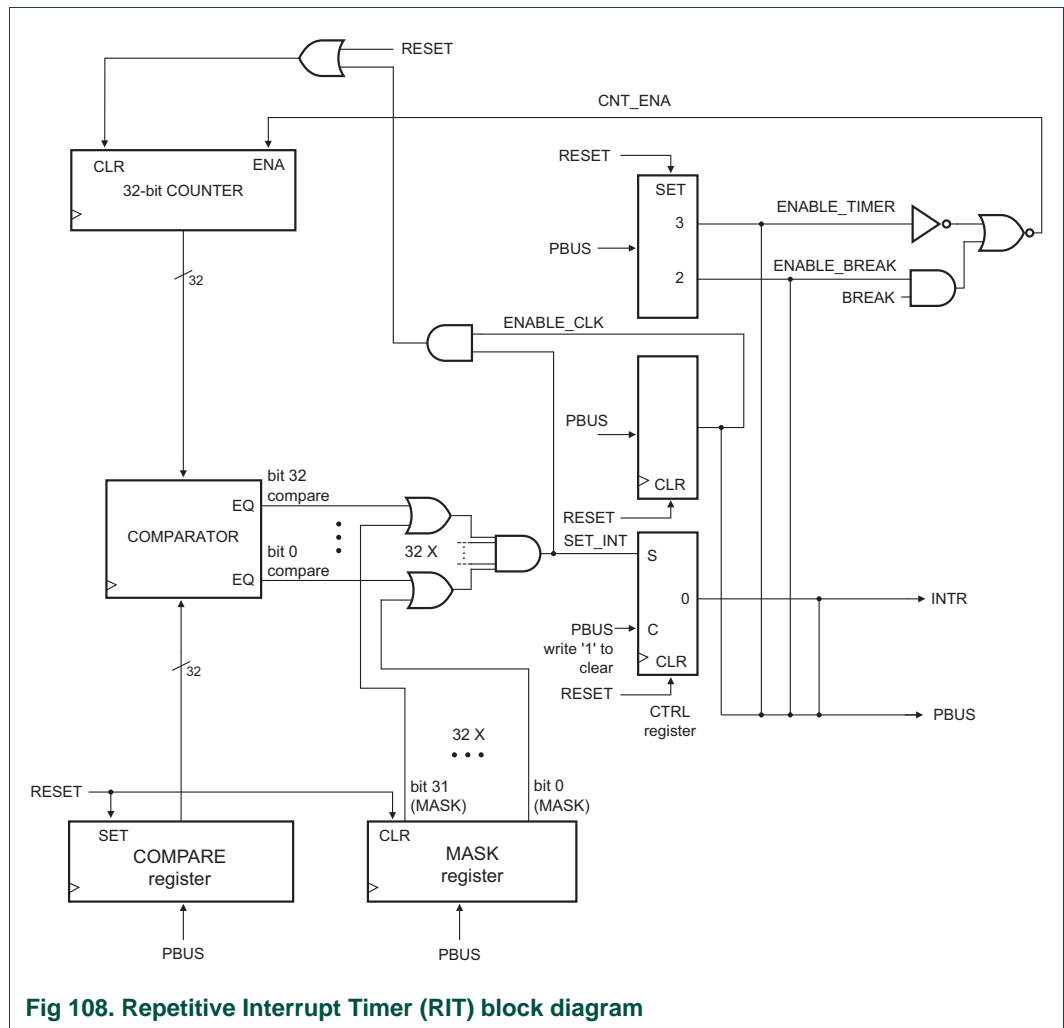 RESET
CNT_ENA
CLR
ENA
32-bit COUNTER
RESET
SET
3
ENABLE_TIMER
PBUS
32
2
ENABLE_BREAK
BREAK
ENABLE_CLK
PBUS
CLR
RESET
bit 32
compare
EQ
COMPARATOR
32 X
bit 0
compare
EQ
SET_INT
S
0
INTR
PBUS
write '1' to
clear
C
CLR
RESET
CTRL
register
PBUS
32
32 X
RESET
bit 31
(MASK)
bit 0
(MASK)
SET
COMPARE
register
CLR
MASK
register
PBUS
PBUS
Fig 108. Repetitive Interrupt Timer (RIT) block diagram